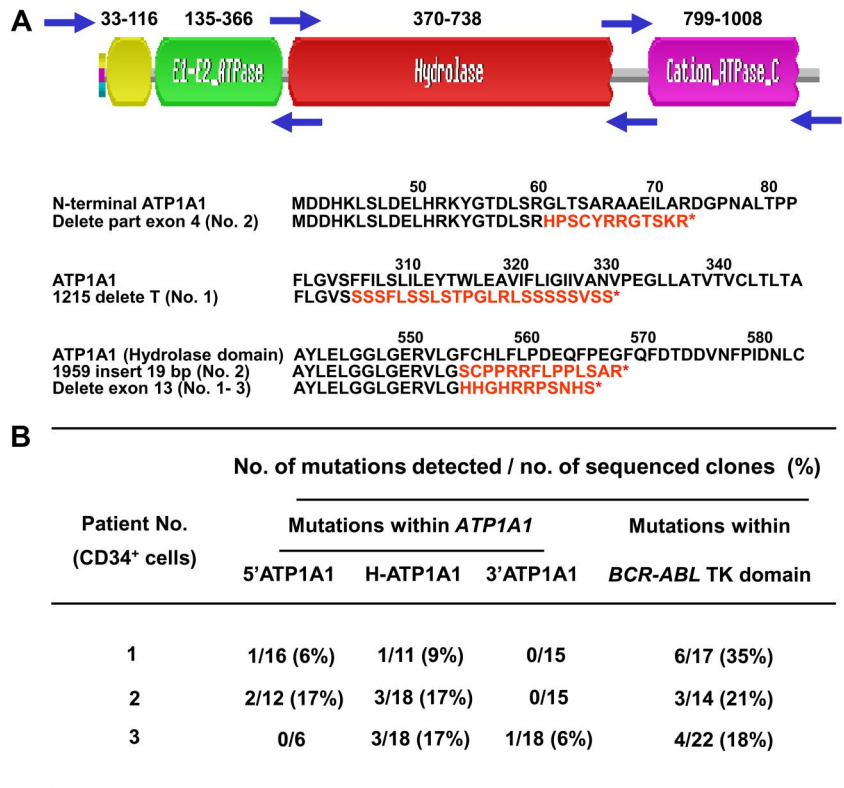 A
33-116 135-366 370-738 799-1008
E1-E2_ATPase Hydrolase Cation_ATPase_C
50 60 70 80
N-terminal ATP1A1 MDDHKLSLDELHRKYGTDLSRGLTSARAAEILARDGPNALTPP
Delete part exon 4 (No. 2) MDDHKLSLDELHRKYGTDLSRHPSCYRRGTSKR*
310 320 330 340
ATP1A1 FLGVSFFILSLILEYTWLEAVIFLIGIIVANVPEGLLATVTVCLTLTA
1215 delete T (No. 1) FLGVSSSSFLSSLSTPGLRLSSSSSVSS*
550 560 570 580
ATP1A1 (Hydrolase domain) AYLELGGLGERVLGFCHLFLPDEQFPEGFQFDTDDVNFPIDNLC
1959 insert 19 bp (No. 2) AYLELGGLGERVLGSCPPRRFLPPLSAR*
Delete exon 13 (No. 1- 3) AYLELGGLGERVLGHHGHRRPSNHS*
B
No. of mutations detected / no. of sequenced clones (%)
Patient No. Mutations within ATP1A1 Mutations within
(CD34+ cells)
5’ATP1A1 H-ATP1A1 3’ATP1A1 BCR-ABL TK domain
1 1/16 (6%) 1/11 (9%) 0/15 6/17 (35%)
2 2/12 (17%) 3/18 (17%) 0/15 3/14 (21%)
3 0/6 3/18 (17%) 1/18 (6%) 4/22 (18%)